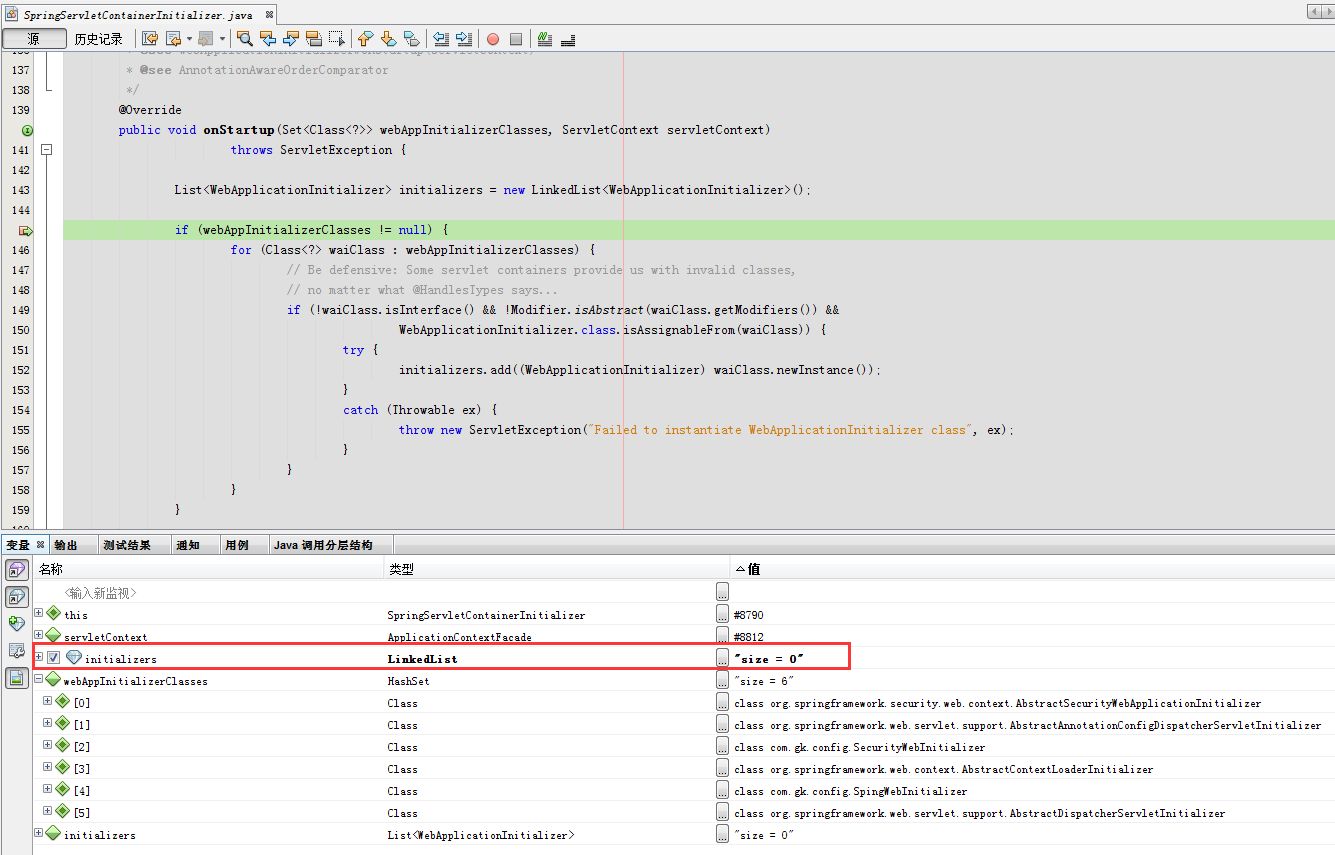 SpringServletContainerInitializer.java
源 历史记录
137 * @see AnnotationAwareOrderComparator
138 */
139 @Override
public void onStartup(Set<Class<?>> webAppInitializerClasses, ServletContext servletContext)
141 throws ServletException {
142
143 List<WebApplicationInitializer> initializers = new LinkedList<WebApplicationInitializer>();
144
if (webAppInitializerClasses != null) {
146 for (Class<?> waiClass : webAppInitializerClasses) {
147 // Be defensive: Some servlet containers provide us with invalid classes,
148 // no matter what @HandlesTypes says...
149 if (!waiClass.isInterface() && !Modifier.isAbstract(waiClass.getModifiers()) &&
150 WebApplicationInitializer.class.isAssignableFrom(waiClass)) {
151 try {
152 initializers.add((WebApplicationInitializer) waiClass.newInstance());
153 }
154 catch (Throwable ex) {
155 throw new ServletException("Failed to instantiate WebApplicationInitializer class", ex);
156 }
157 }
158 }
159 }
变量 输出 测试结果 通知 用例 Java 调用分层结构
名称 类型 值
<输入新监视> ...
this SpringServletContainerInitializer ... #8790
servletContext ApplicationContextFacade ... #8812
initializers LinkedList ... "size = 0"
webAppInitializerClasses HashSet ... "size = 6"
[0] Class ... class org.springframework.security.web.context.AbstractSecurityWebApplicationInitializer
[1] Class ... class org.springframework.web.servlet.support.AbstractAnnotationConfigDispatcherServletInitializer
[2] Class ... class com.gk.config.SecurityWebInitializer
[3] Class ... class org.springframework.web.context.AbstractContextLoaderInitializer
[4] Class ... class com.gk.config.SpingWebInitializer
[5] Class ... class org.springframework.web.servlet.support.AbstractDispatcherServletInitializer
initializers List<WebApplicationInitializer> ... "size = 0"